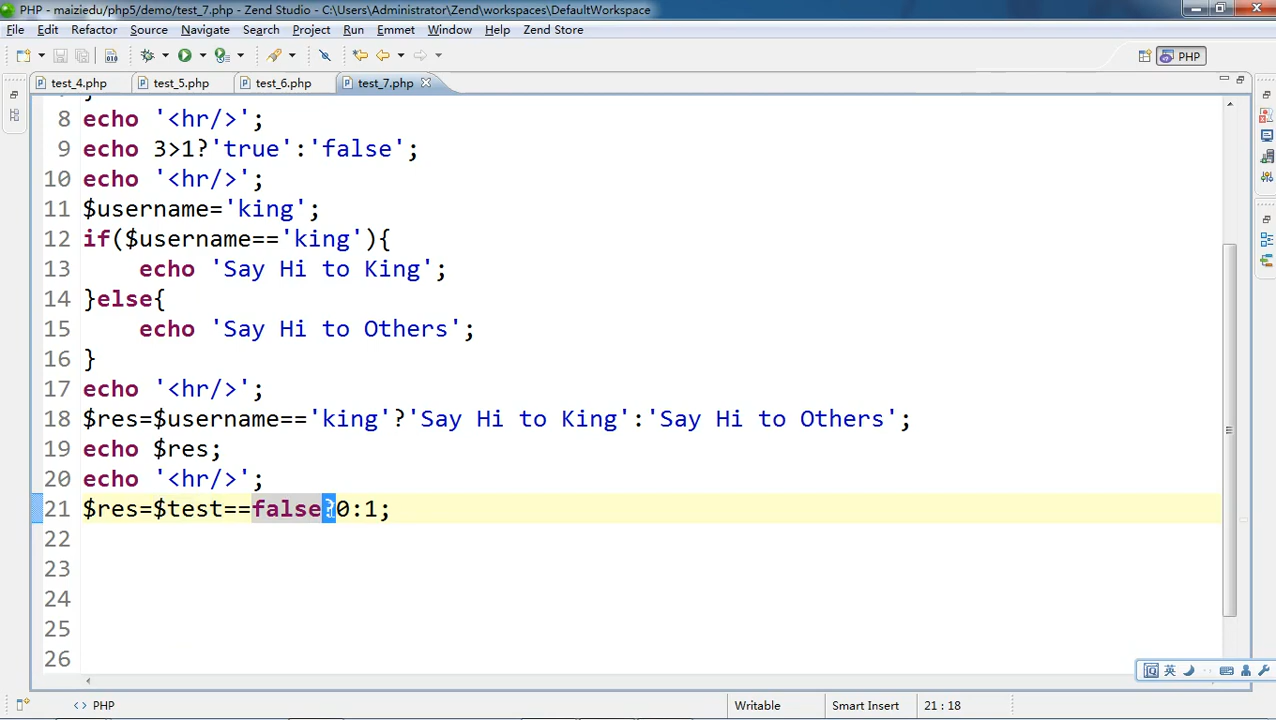 PHP - maiziedu/php5/demo/test_7.php - Zend Studio - C:\Users\Administrator\Zend\workspaces\DefaultWorkspace
File Edit Refactor Source Navigate Search Project Run Emmet Window Help Zend Store
PHP
test_4.php test_5.php test_6.php test_7.php
8 echo '<hr/>';
9 echo 3>1?'true':'false';
10 echo '<hr/>';
11 $username='king';
12 if($username=='king'){
13     echo 'Say Hi to King';
14 }else{
15     echo 'Say Hi to Others';
16 }
17 echo '<hr/>';
18 $res=$username=='king'?'Say Hi to King':'Say Hi to Others';
19 echo $res;
20 echo '<hr/>';
21 $res=$test==false?0:1;
22
23
24
25
26
英
PHP Writable Smart Insert 21 : 18